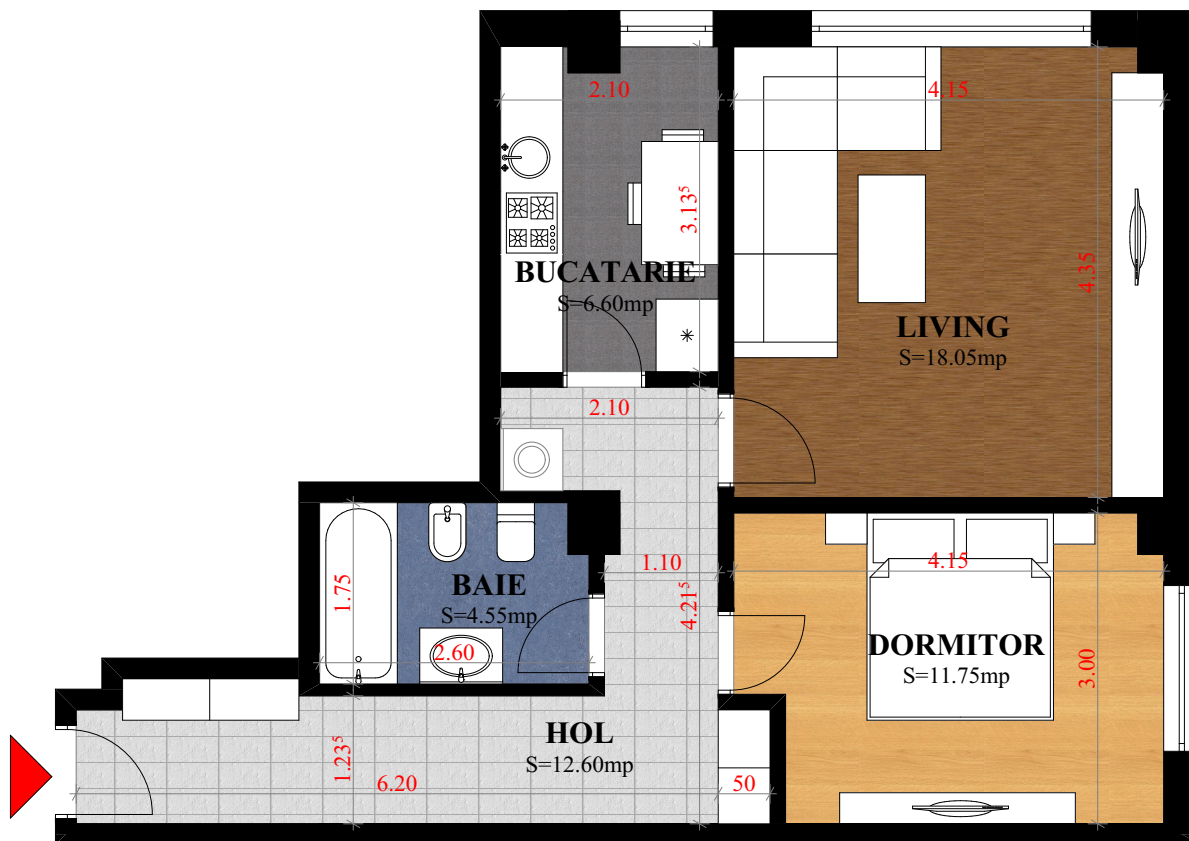 2.10
4.15
3.13⁵
BUCATARIE
S=6.60mp
4.35
LIVING
S=18.05mp
2.10
1.10
4.15
1.75
BAIE
S=4.55mp
4.21⁵
2.60
DORMITOR
S=11.75mp
3.00
HOL
S=12.60mp
1.23⁵
6.20
50